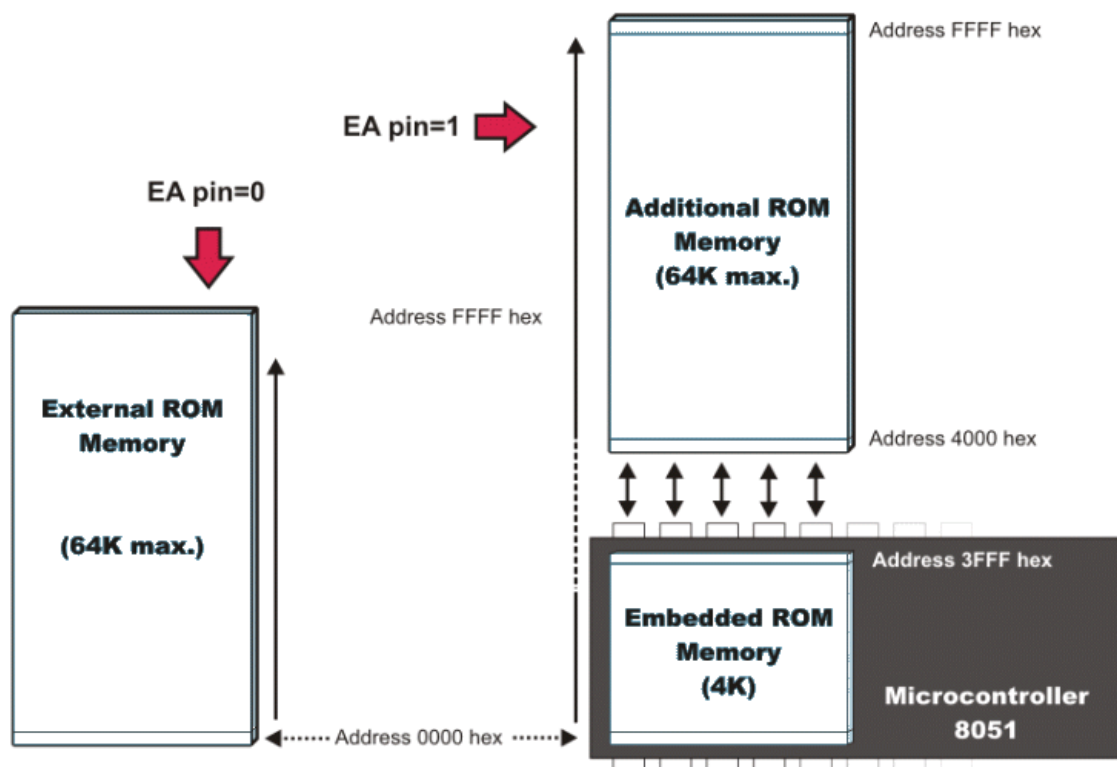 Address FFFF hex
EA pin=1
EA pin=0
Additional ROM
Memory
(64K max.)
Address FFFF hex
External ROM
Memory
(64K max.)
Address 4000 hex
Address 3FFF hex
Embedded ROM
Memory
(4K)
Microcontroller
8051
Address 0000 hex